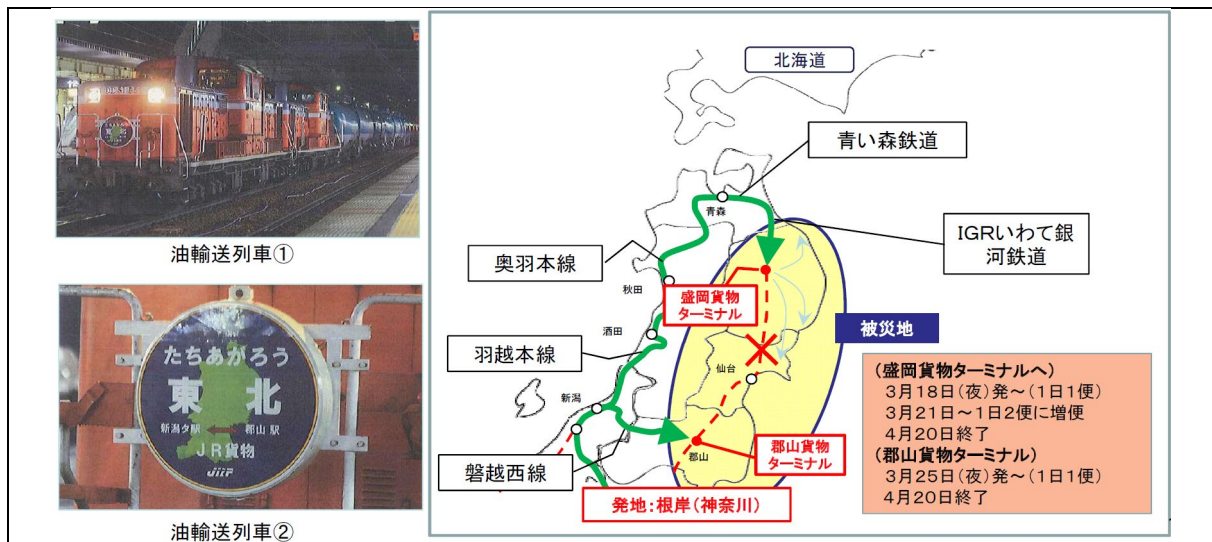 油輸送列車①
たちあがろう
東 北
新潟タ駅 郡山 駅
JR貨物
油輸送列車②
北海道
青い森鉄道
青森
IGRいわて銀
河鉄道
奥羽本線
秋田
盛岡貨物
ターミナル
酒田
被災地
羽越本線
仙台
新潟
郡山
郡山貨物
ターミナル
磐越西線
発地:根岸(神奈川)
(盛岡貨物ターミナルへ)
3月18日(夜)発~(1日1便)
3月21日~1日2便に増便
4月20日終了
(郡山貨物ターミナル)
3月25日(夜)発~(1日1便)
4月20日終了